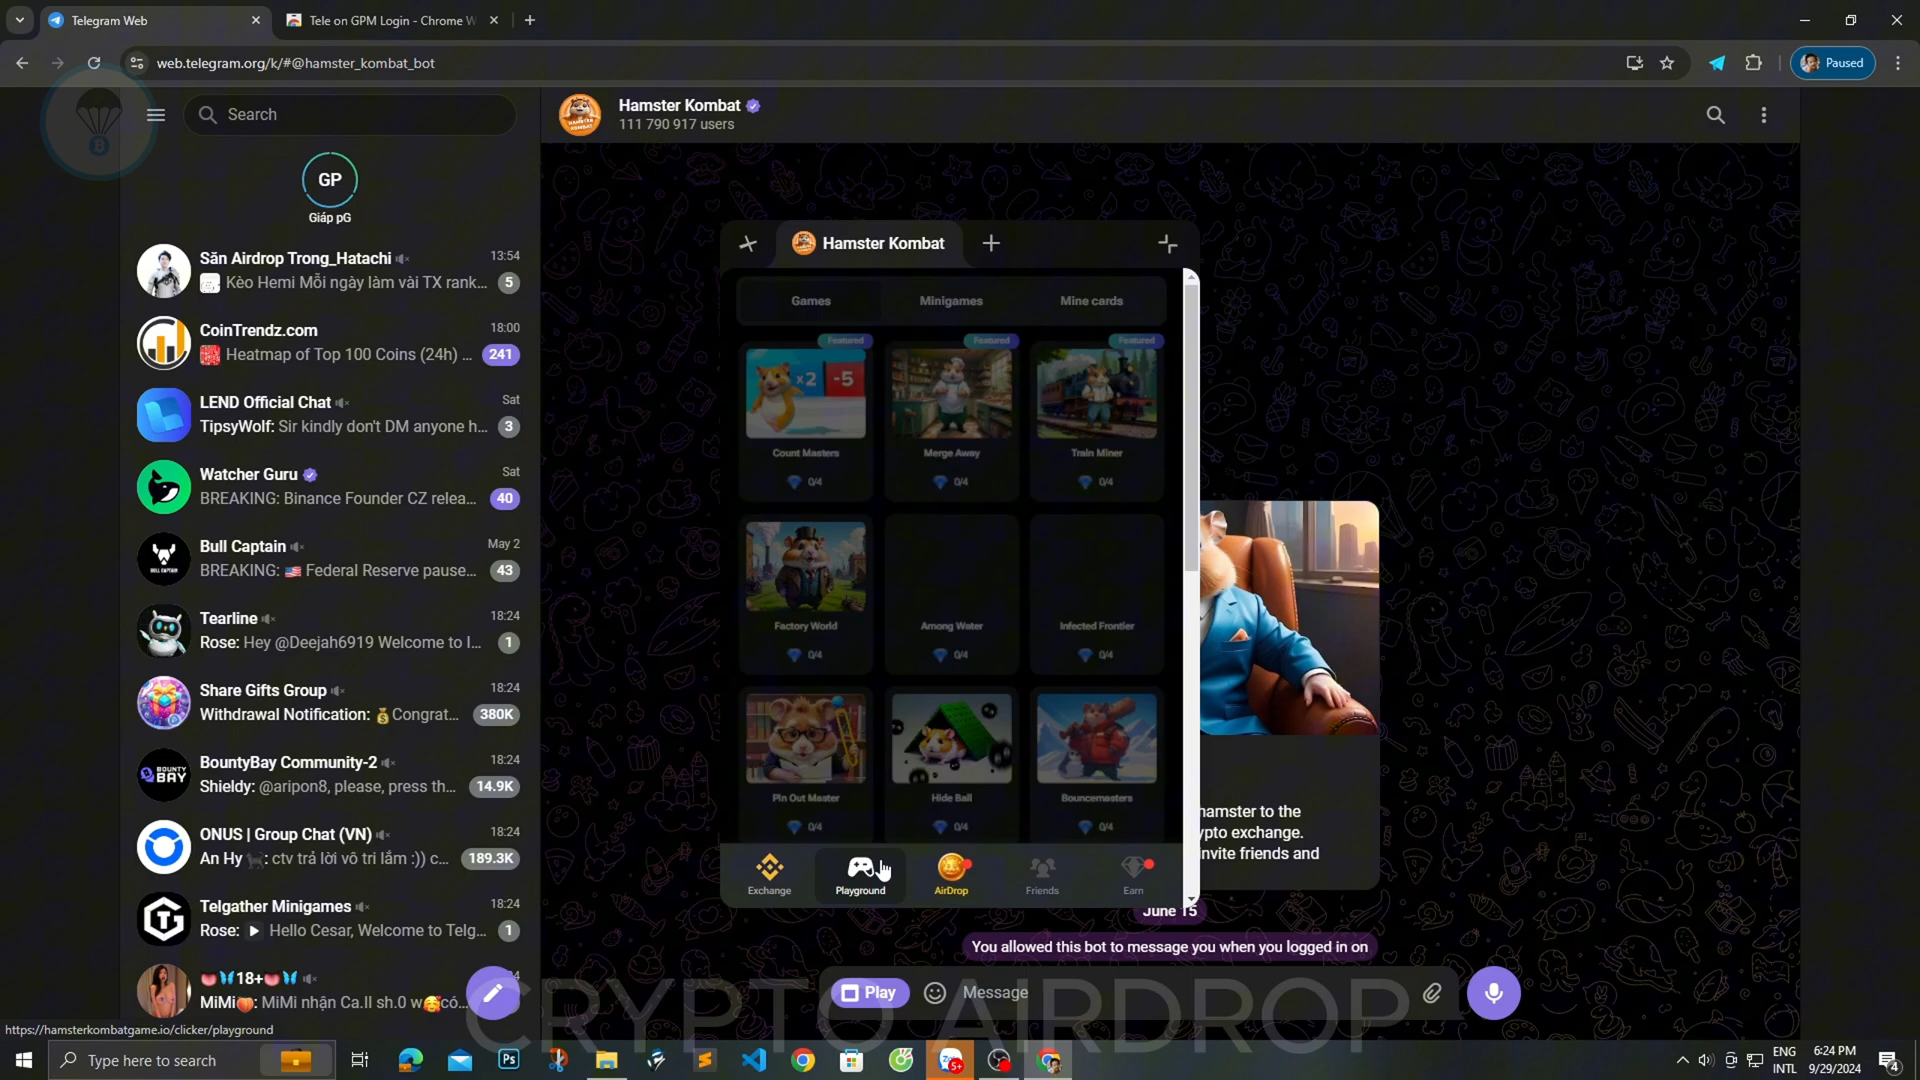 Telegram Web
Tele on GPM Login - Chrome W
web.telegram.org/k/#@hamster_kombat_bot
Paused
Search
GP
Giáp pG
Săn Airdrop Trong_Hatachi
13:54
Kèo Hemi Mỗi ngày làm vài TX rank...
5
CoinTrendz.com
18:00
Heatmap of Top 100 Coins (24h) ...
241
LEND Official Chat
Sat
TipsyWolf: Sir kindly don't DM anyone h...
3
Watcher Guru
Sat
BREAKING: Binance Founder CZ relea...
40
Bull Captain
May 2
BREAKING: Federal Reserve pause...
43
Tearline
18:24
Rose: Hey @Deejah6919 Welcome to I...
1
Share Gifts Group
18:24
Withdrawal Notification: Congrat...
380K
BountyBay Community-2
18:24
Shieldy: @aripon8, please, press th...
14.9K
ONUS | Group Chat (VN)
18:24
An Hy: ctv trả lời vô tri lắm :)) c...
189.3K
Telgather Minigames
18:24
Rose: Hello Cesar, Welcome to Telg...
1
18+
MiMi: MiMi nhận Ca.ll sh.0 w có...
https://hamsterkombatgame.io/clicker/playground
Hamster Kombat
111 790 917 users
Hamster Kombat
Games
Minigames
Mine cards
Featured
Featured
Featured
x2
-5
Count Masters
Merge Away
Train Miner
0/4
0/4
0/4
Factory World
Among Water
Infected Frontier
0/4
0/4
0/4
Pin Out Master
Hide Ball
Bouncemasters
0/4
0/4
0/4
Exchange
Playground
AirDrop
Friends
Earn
hamster to the
ypto exchange.
invite friends and
June 15
You allowed this bot to message you when you logged in on
Play
Message
CRYPTO AIRDROP
Type here to search
ENG
INTL
6:24 PM
9/29/2024
4